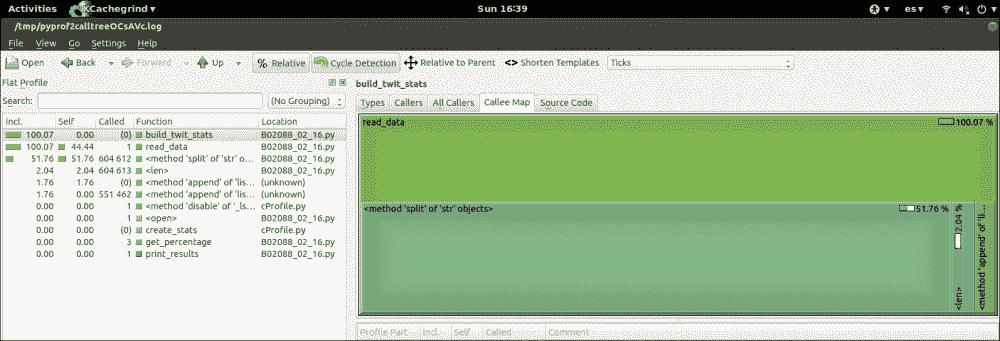 Activities KCachegrind Sun 16:39 es
/tmp/pyprof2calltreeOCsAVc.log
File View Go Settings Help
Open Back Forward Up % Relative Cycle Detection Relative to Parent <> Shorten Templates Ticks
Flat Profile
Search: (No Grouping)
Incl. Self Called Function Location
100.07 0.00 (0) build_twit_stats B02088_02_16.py
100.07 44.44 1 read_data B02088_02_16.py
51.76 51.76 604 612 <method 'split' of 'str' o... B02088_02_16.py
2.04 2.04 604 613 <len> B02088_02_16.py
1.76 1.76 (0) <method 'append' of 'lis... (unknown)
1.76 0.00 551 462 <method 'append' of 'lis... (unknown)
0.00 0.00 1 <method 'disable' of '_ls... cProfile.py
0.00 0.00 1 <open> B02088_02_16.py
0.00 0.00 (0) create_stats cProfile.py
0.00 0.00 3 get_percentage B02088_02_16.py
0.00 0.00 1 print_results B02088_02_16.py
build_twit_stats
Types Callers All Callers Callee Map Source Code
read_data 100.07 %
<method 'split' of 'str' objects> 51.76 %
<len> 2.04 %
<method 'append' of 'li...
Profile Part Incl. Self Called Comment